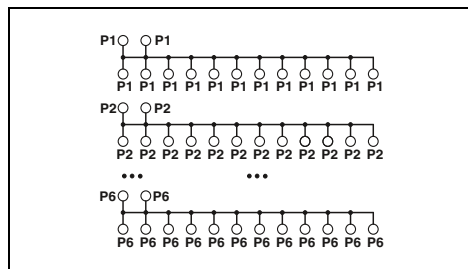 P1 P1
P1 P1 P1 P1 P1 P1 P1 P1 P1 P1 P1 P1
P2 P2
P2 P2 P2 P2 P2 P2 P2 P2 P2 P2 P2 P2
••• •••
P6 P6
P6 P6 P6 P6 P6 P6 P6 P6 P6 P6 P6 P6